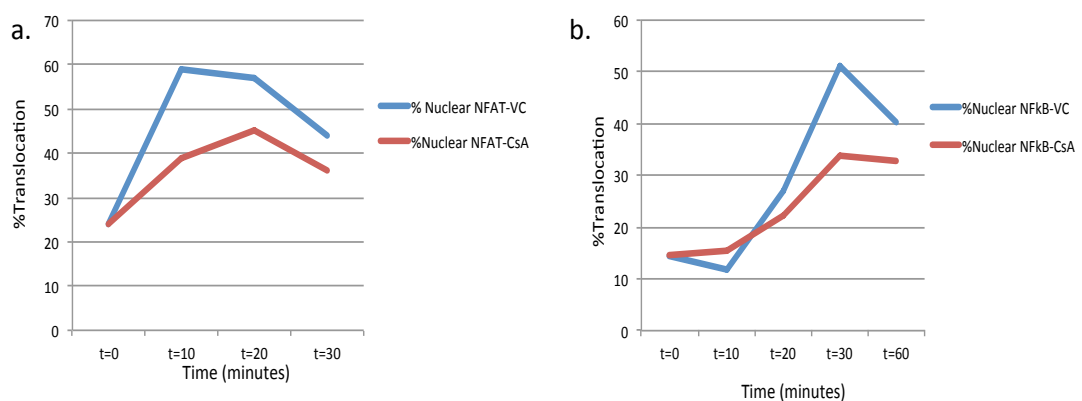 a.
%Translocation
70
60
50
40
30
20
10
0
t=0 t=10 t=20 t=30
Time (minutes)
% Nuclear NFAT-VC
%Nuclear NFAT-CsA
b.
%Translocation
60
50
40
30
20
10
0
t=0 t=10 t=20 t=30 t=60
Time (minutes)
%Nuclear NFkB-VC
%Nuclear NFkB-CsA